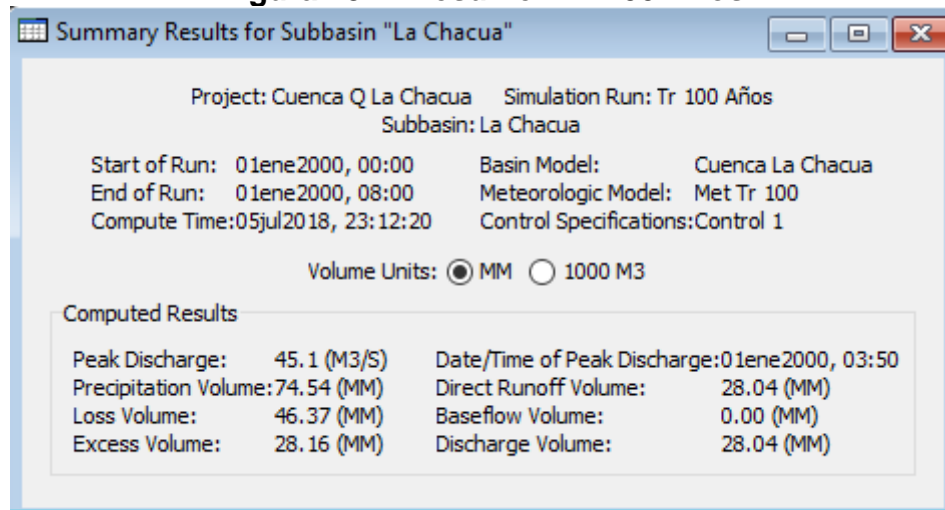 Summary Results for Subbasin "La Chacua"
Project: Cuenca Q La Chacua Simulation Run: Tr 100 Años
Subbasin: La Chacua
Start of Run: 01ene2000, 00:00 Basin Model: Cuenca La Chacua
End of Run: 01ene2000, 08:00 Meteorologic Model: Met Tr 100
Compute Time:05jul2018, 23:12:20 Control Specifications:Control 1
Volume Units: MM 1000 M3
Computed Results
Peak Discharge: 45.1 (M3/S) Date/Time of Peak Discharge:01ene2000, 03:50
Precipitation Volume:74.54 (MM) Direct Runoff Volume: 28.04 (MM)
Loss Volume: 46.37 (MM) Baseflow Volume: 0.00 (MM)
Excess Volume: 28.16 (MM) Discharge Volume: 28.04 (MM)